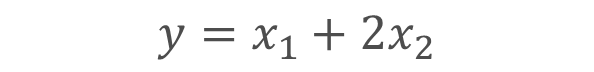 y = x₁ + 2x₂